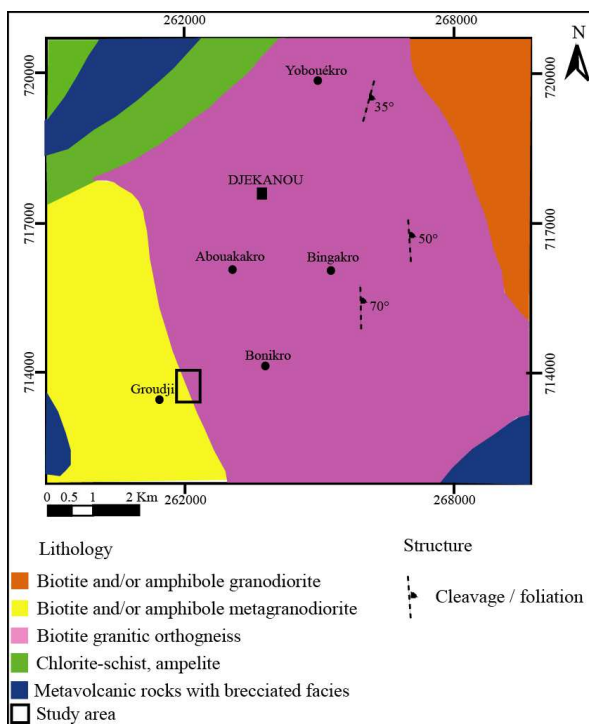 262000 268000
N
720000 720000
Yobouékro
35°
DJEKANOU
717000 717000
50°
Abouakakro Bingakro
70°
714000 714000
Bonikro
Groudji
0 0.5 1 2 Km
262000 268000
Lithology
Biotite and/or amphibole granodiorite
Biotite and/or amphibole metagranodiorite
Biotite granitic orthogneiss
Chlorite-schist, ampelite
Metavolcanic rocks with brecciated facies
Study area
Structure
Cleavage / foliation